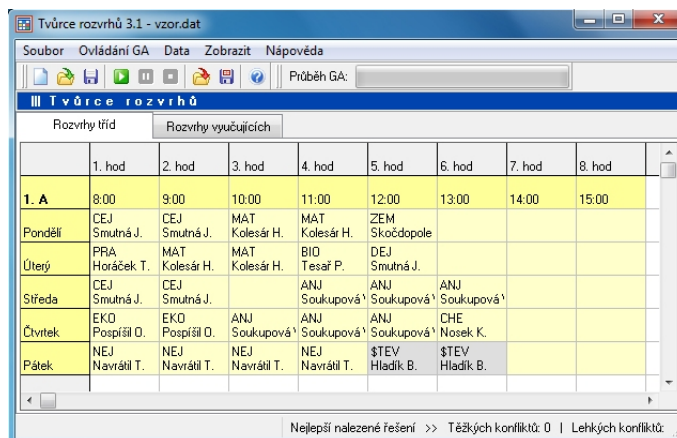 Tvůrce rozvrhů 3.1 - vzor.dat
Soubor Ovládání GA Data Zobrazit Nápověda
Průběh GA:
Tvůrce rozvrhů
Rozvrhy tříd Rozvrhy vyučujících
1. hod 2. hod 3. hod 4. hod 5. hod 6. hod 7. hod 8. hod
1. A 8:00 9:00 10:00 11:00 12:00 13:00 14:00 15:00
CEJ CEJ MAT MAT ZEM
Pondělí Smutná J. Smutná J. Kolesár H. Kolesár H. Skočdopole
PRA MAT MAT BIO DEJ
Úterý Horáček T. Kolesár H. Kolesár H. Tesař P. Smutná J.
CEJ CEJ ANJ ANJ ANJ
Středa Smutná J. Smutná J. Soukupová Soukupová Soukupová
EKO EKO ANJ ANJ ANJ CHE
Čtvrtek Pospíšil O. Pospíšil O. Soukupová Soukupová Soukupová Nosek K.
NEJ NEJ NEJ NEJ $TEV $TEV
Pátek Navrátil T. Navrátil T. Navrátil T. Navrátil T. Hladík B. Hladík B.
Nejlepší nalezené řešení >> Těžkých konfliktů: 0 | Lehkých konfliktů: